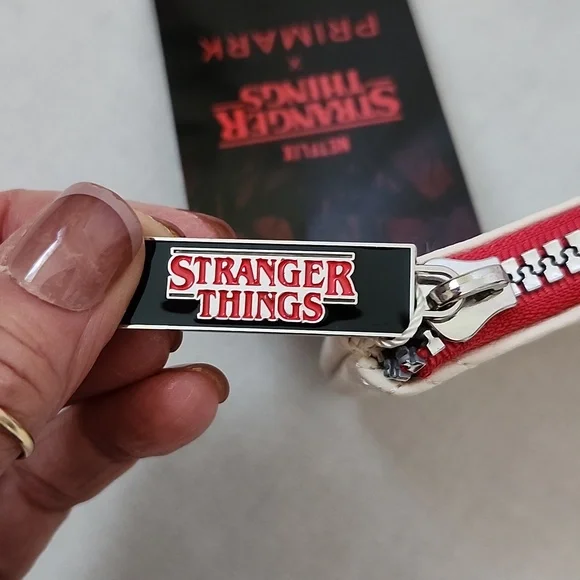 PRIMARK
×
STRANGER
THINGS
NETFLIX
STRANGER
THINGS